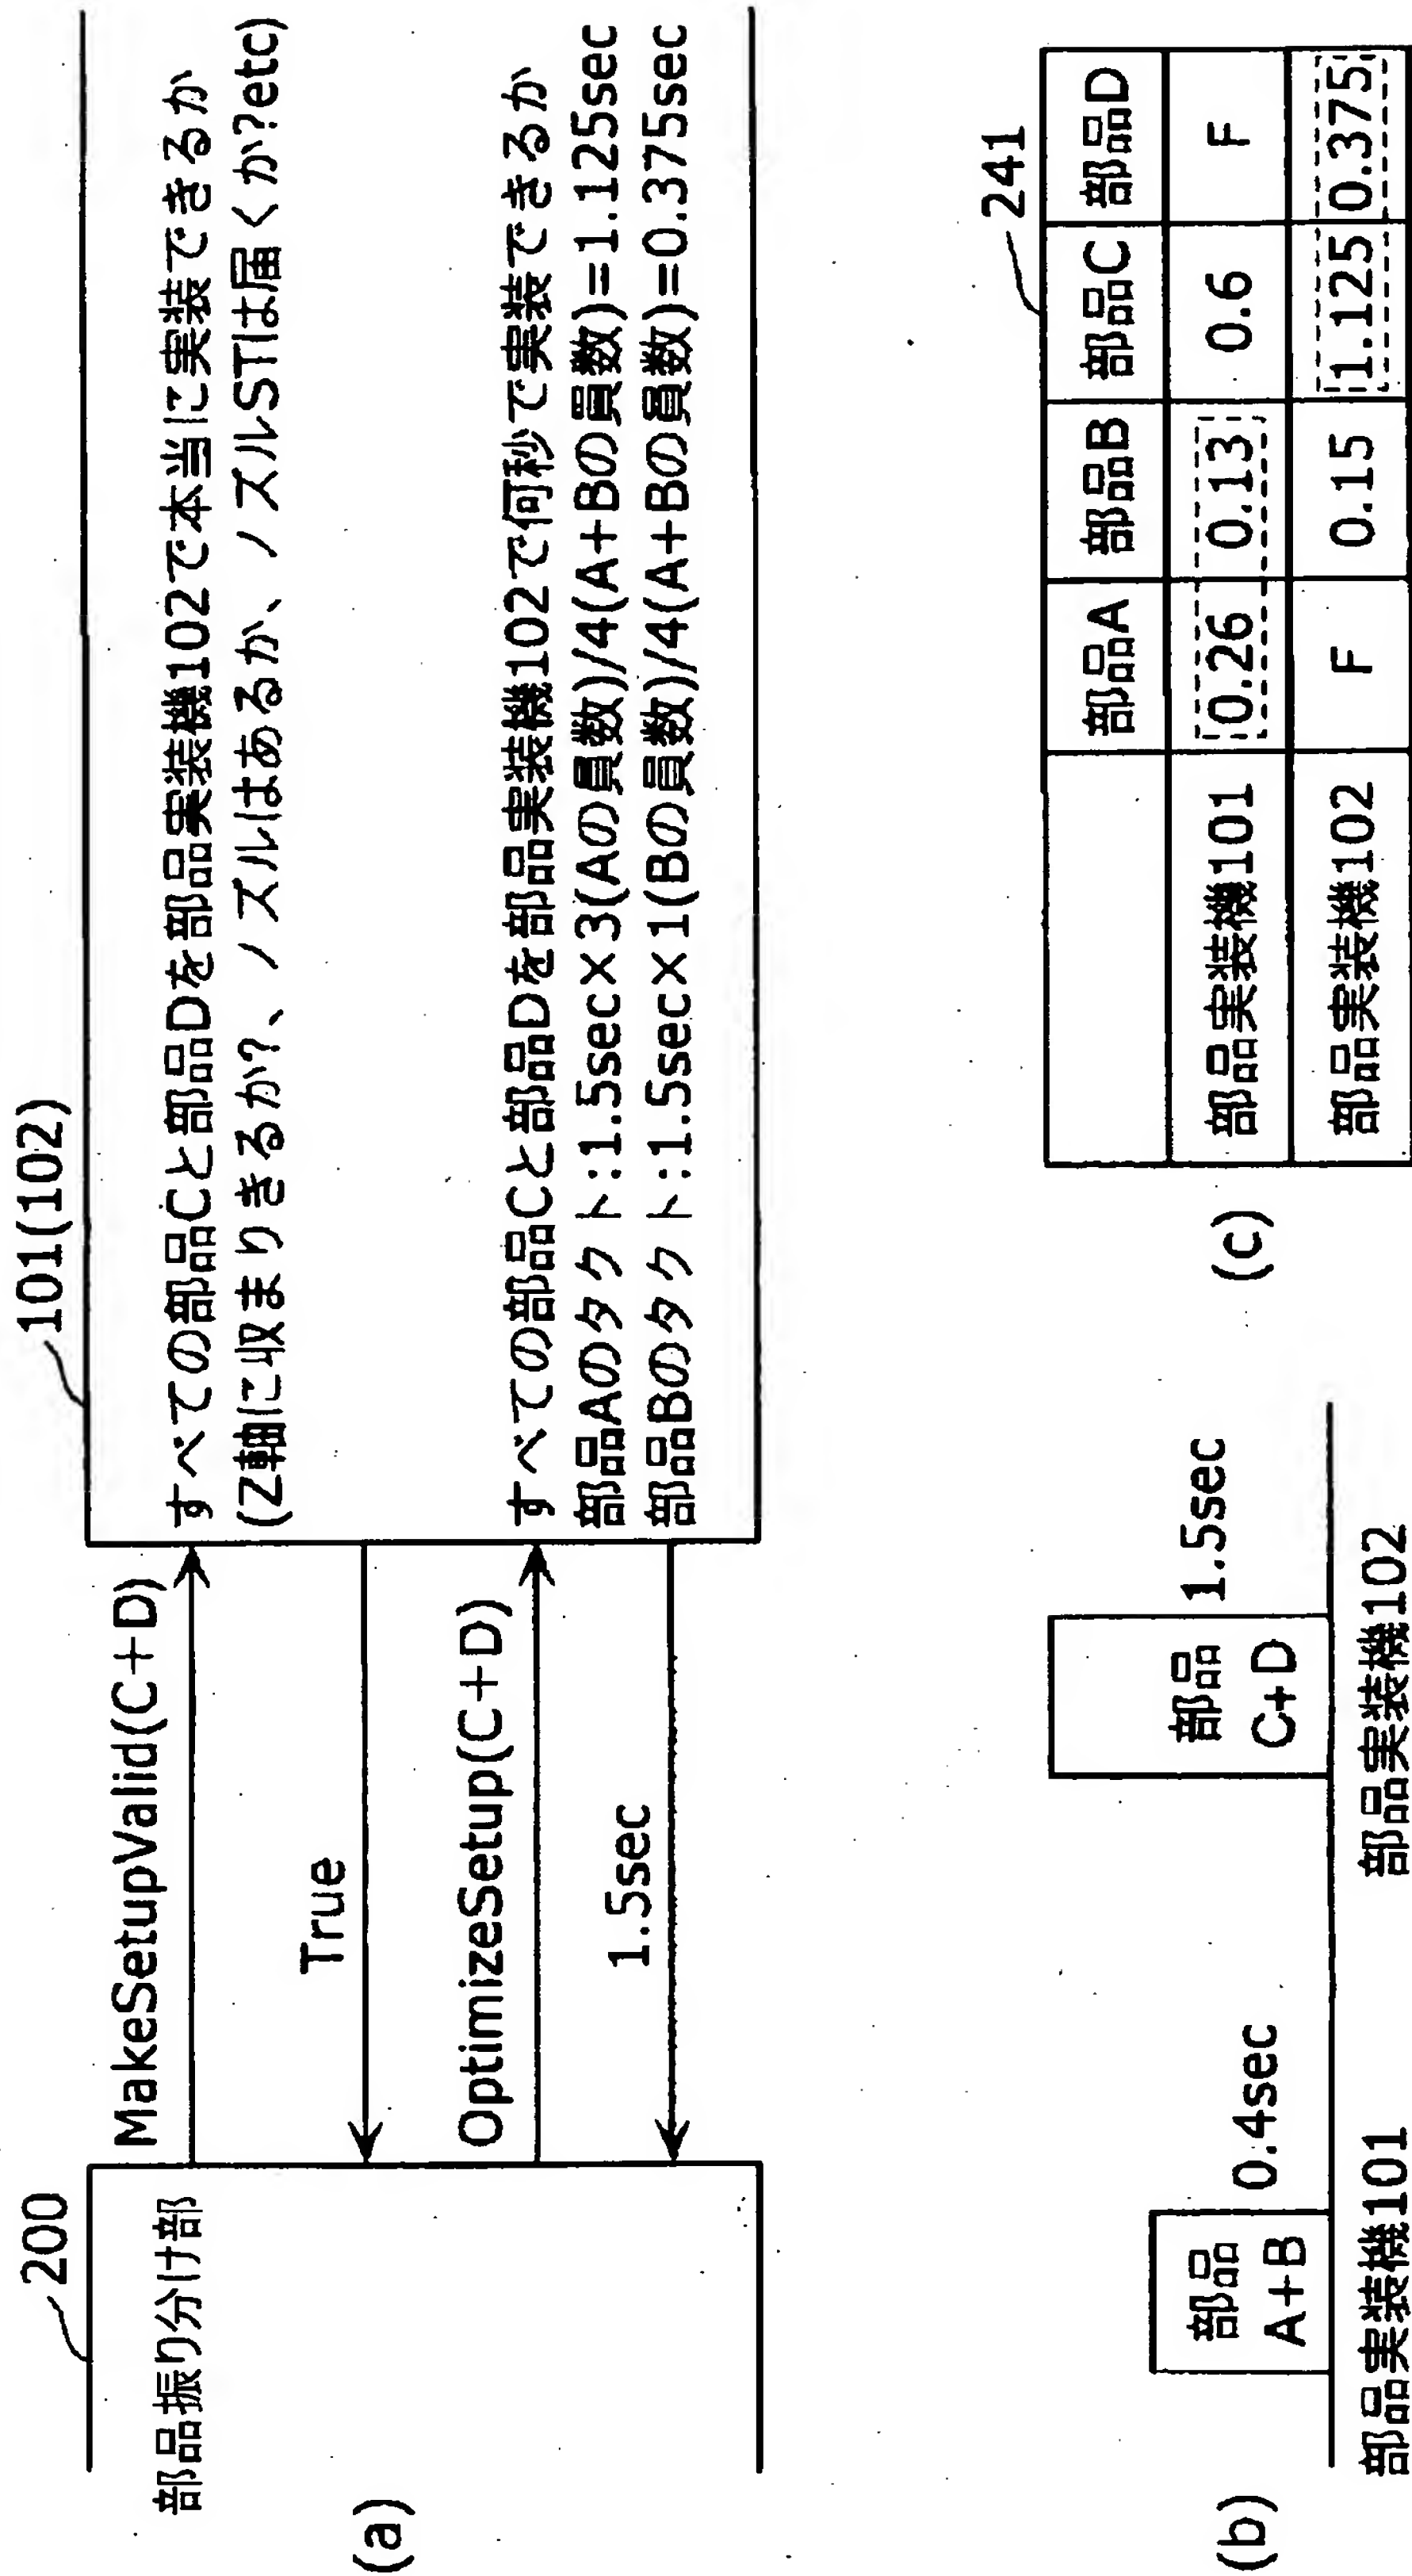 200
101(102)
部品振り分け部
MakeSetupValid(C+D)
すべての部品Cと部品Dを部品実装機102で本当に実装できるか
(Z軸に収まりきるか?、ノズルはあるか、ノズルSTは届くか?etc)
True
OptimizeSetup(C+D)
すべての部品Cと部品Dを部品実装機102で何秒で実装できるか
部品Aのタクト:1.5sec×3(Aの員数)/4(A+Bの員数)=1.125sec
1.5sec
部品Bのタクト:1.5sec×1(Bの員数)/4(A+Bの員数)=0.375sec
(a)
部品
A+B
0.4sec
部品
C+D
1.5sec
部品実装機101
部品実装機102
(b)
241
部品A 部品B 部品C 部品D
部品実装機101 0.26 0.13 0.6 F
部品実装機102 F 0.15 1.125 0.375
(c)